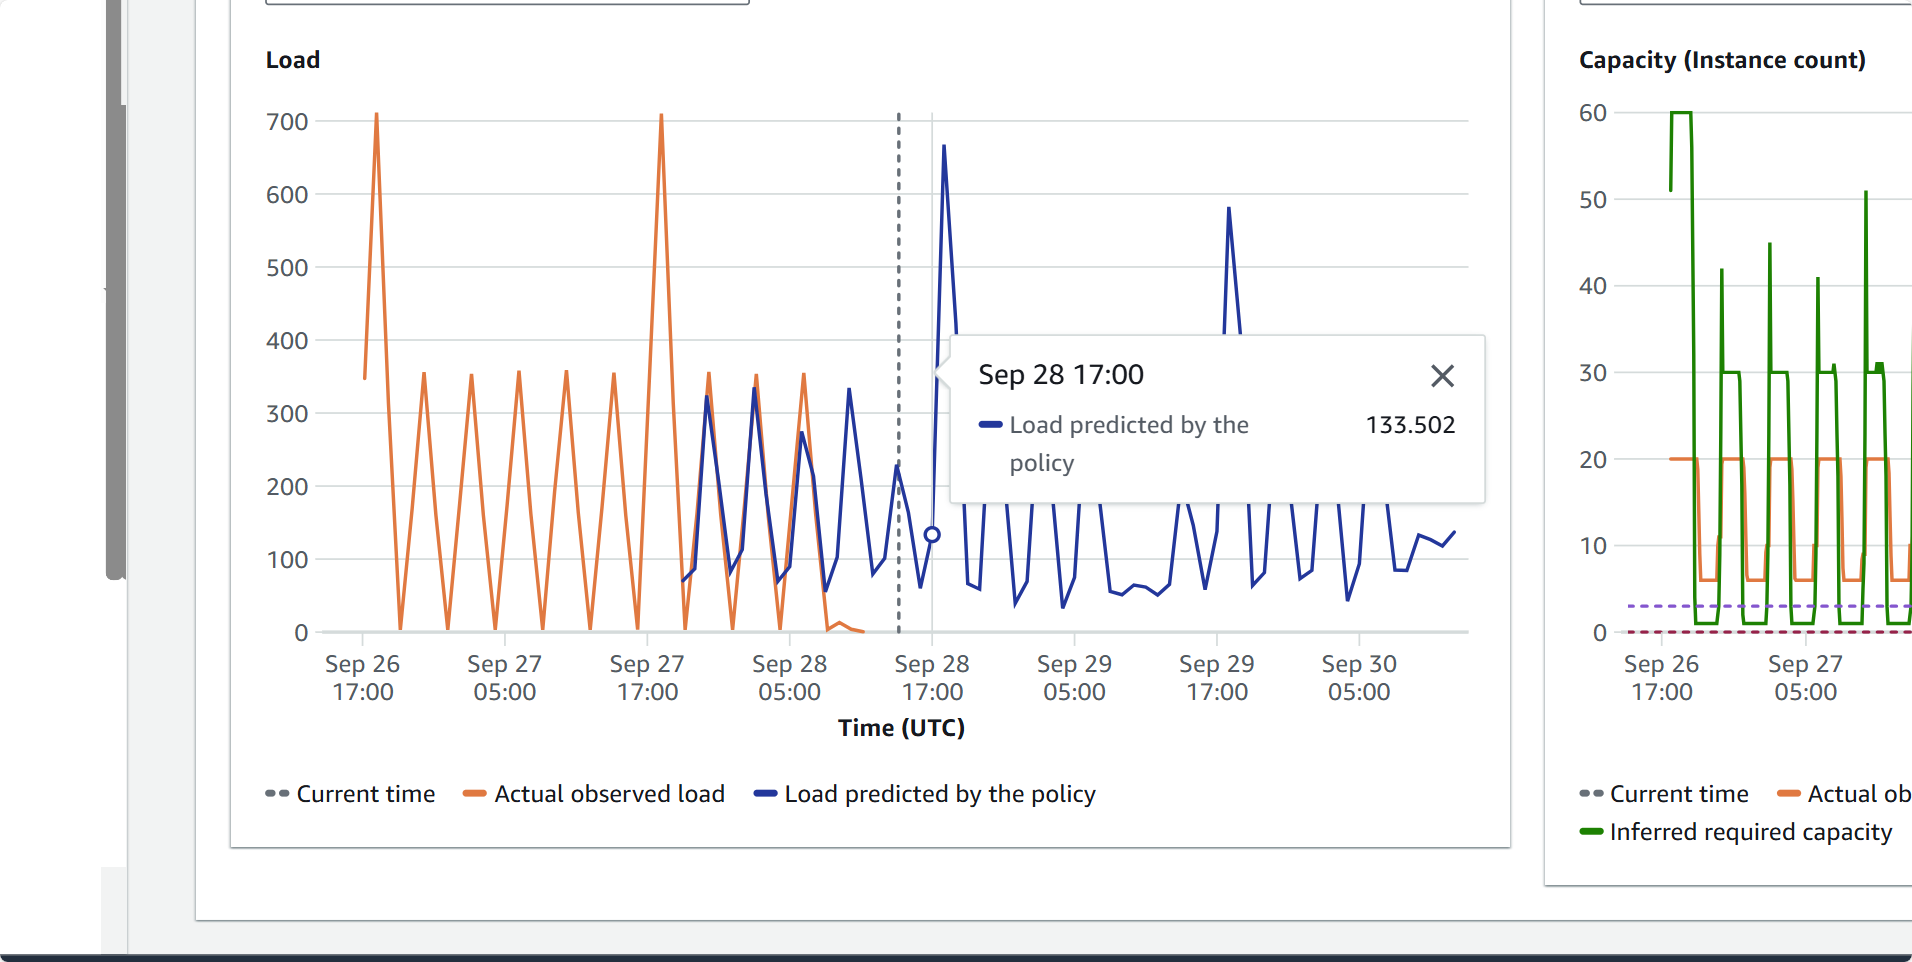 Load
700
600
500
400
300
200
100
0
Sep 26
17:00
Sep 27
05:00
Sep 27
17:00
Sep 28
05:00
Sep 28
17:00
Sep 29
05:00
Sep 29
17:00
Sep 30
05:00
Time (UTC)
Sep 28 17:00
Load predicted by the
policy
133.502
Current time
Actual observed load
Load predicted by the policy
Capacity (Instance count)
60
50
40
30
20
10
0
Sep 26
17:00
Sep 27
05:00
Current time
Actual ob
Inferred required capacity